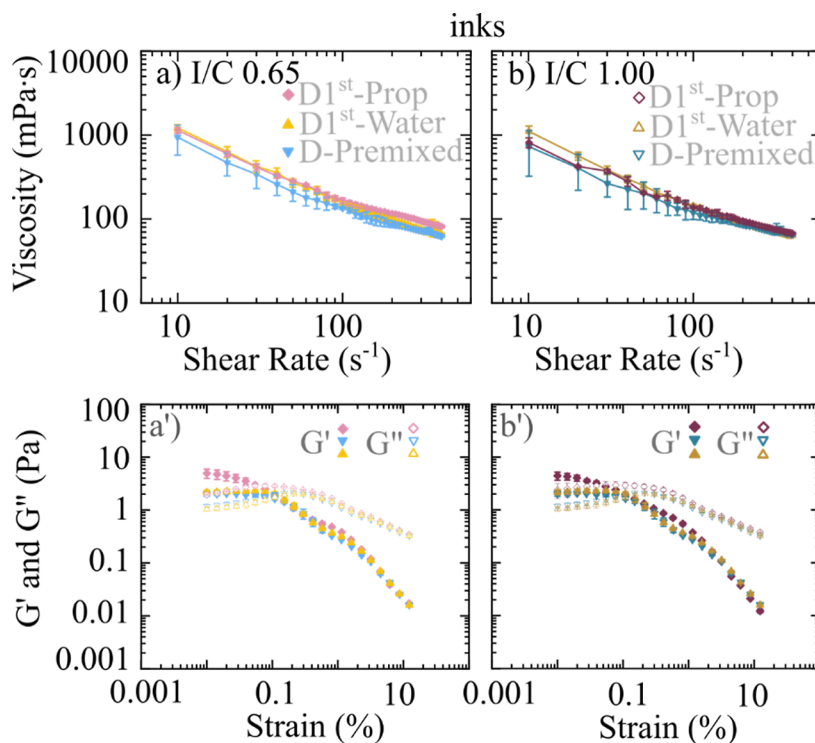 inks
a) I/C 0.65
D1st-Prop
D1st-Water
D-Premixed
10000
1000
100
10
Viscosity (mPa·s)
10
100
Shear Rate (s-1)
b) I/C 1.00
D1st-Prop
D1st-Water
D-Premixed
10
100
Shear Rate (s-1)
a')
G' G"
100
10
1
0.1
0.01
0.001
G' and G" (Pa)
0.001
0.1
10
Strain (%)
b')
G' G"
0.001
0.1
10
Strain (%)